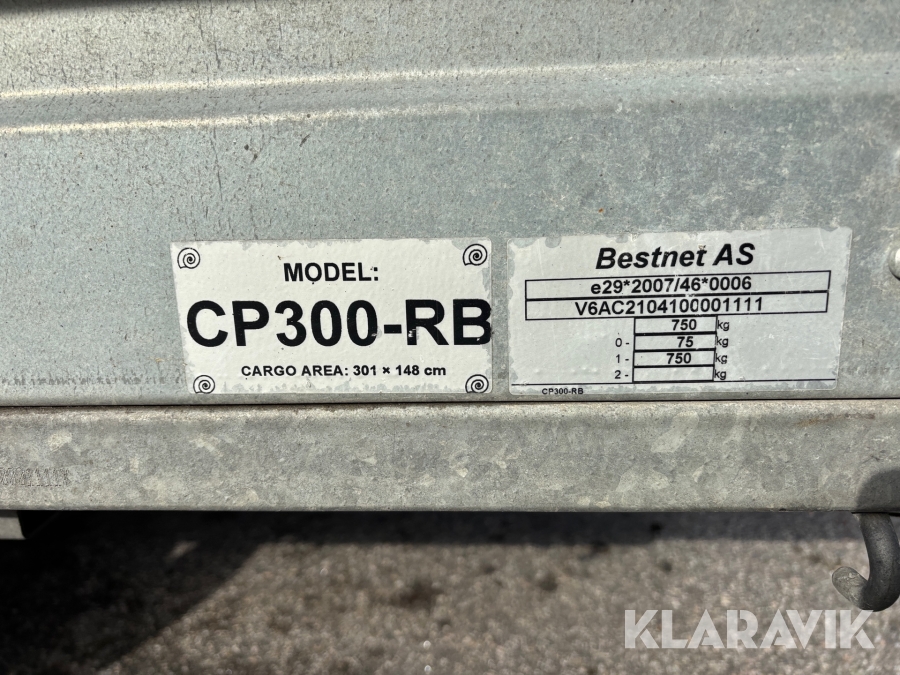 MODEL:
CP300-RB
CARGO AREA: 301 × 148 cm
Bestnet AS
e29*2007/46*0006
V6AC2104100001111
750 kg
0- 75 kg
1- 750 kg
2- kg
CP300-RB
KLARAVIK